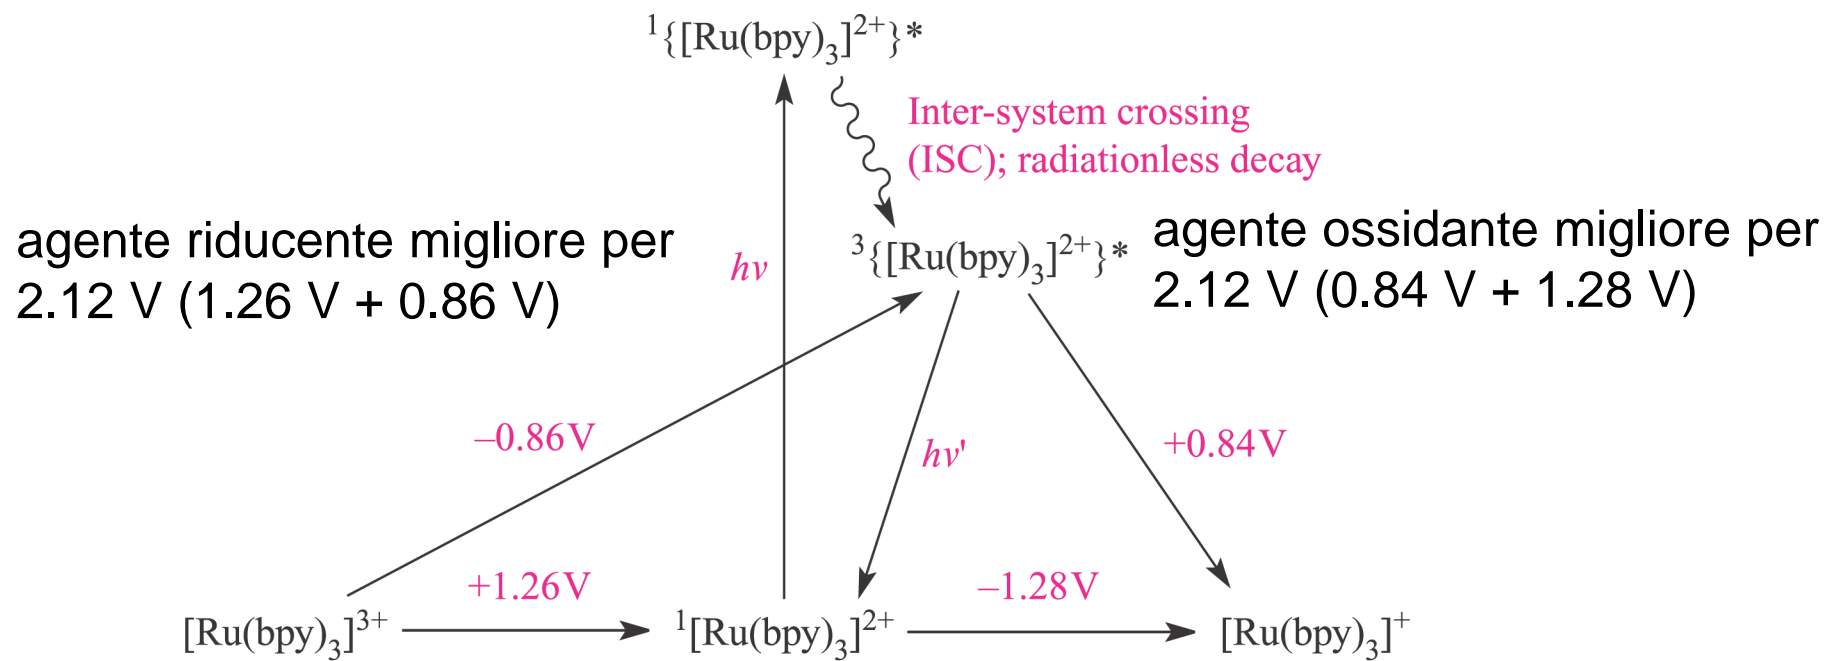 ¹{[Ru(bpy)₃]²⁺}*
Inter-system crossing
(ISC); radiationless decay
agente riducente migliore per
2.12 V (1.26 V + 0.86 V)
hν
³{[Ru(bpy)₃]²⁺}*
agente ossidante migliore per
2.12 V (0.84 V + 1.28 V)
–0.86V
hν'
+0.84V
+1.26V
–1.28V
[Ru(bpy)₃]³⁺
¹[Ru(bpy)₃]²⁺
[Ru(bpy)₃]⁺